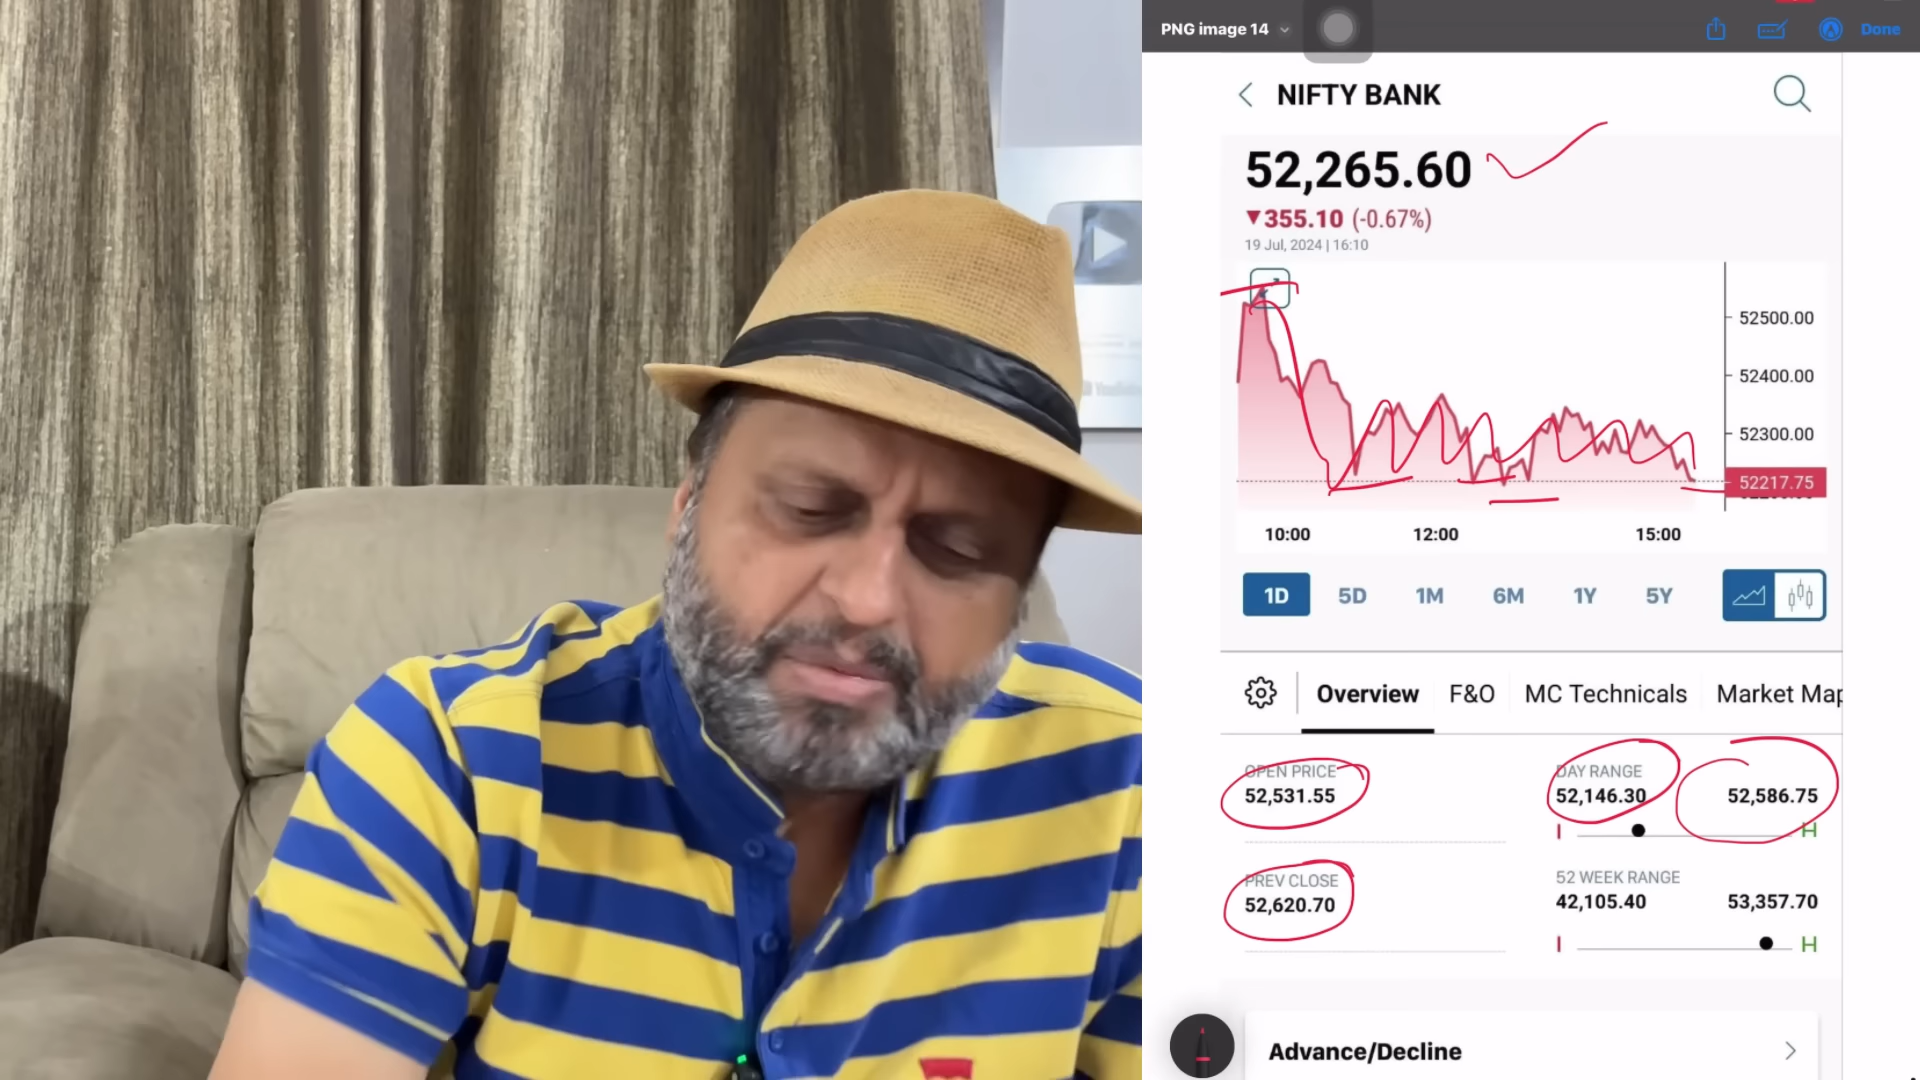 PNG image 14
Done
NIFTY BANK
52,265.60
▼355.10 (-0.67%)
19 Jul, 2024 | 16:10
52500.00
52400.00
52300.00
52217.75
10:00 12:00 15:00
1D 5D 1M 6M 1Y 5Y
Overview F&O MC Technicals Market Map
OPEN PRICE
52,531.55
DAY RANGE
52,146.30 52,586.75
H
PREV CLOSE
52,620.70
52 WEEK RANGE
42,105.40 53,357.70
H
Advance/Decline